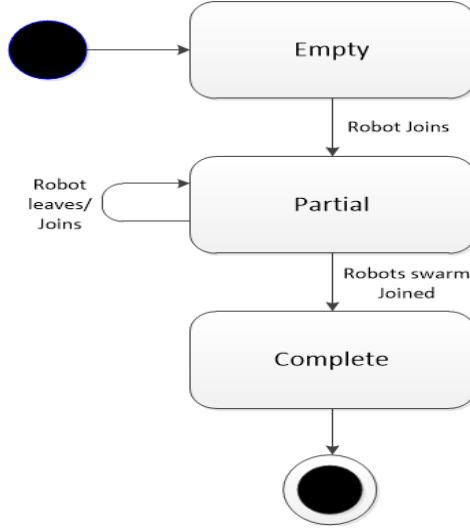 Empty
Robot Joins
Robot
leaves/
Joins
Partial
Robots swarm
Joined
Complete